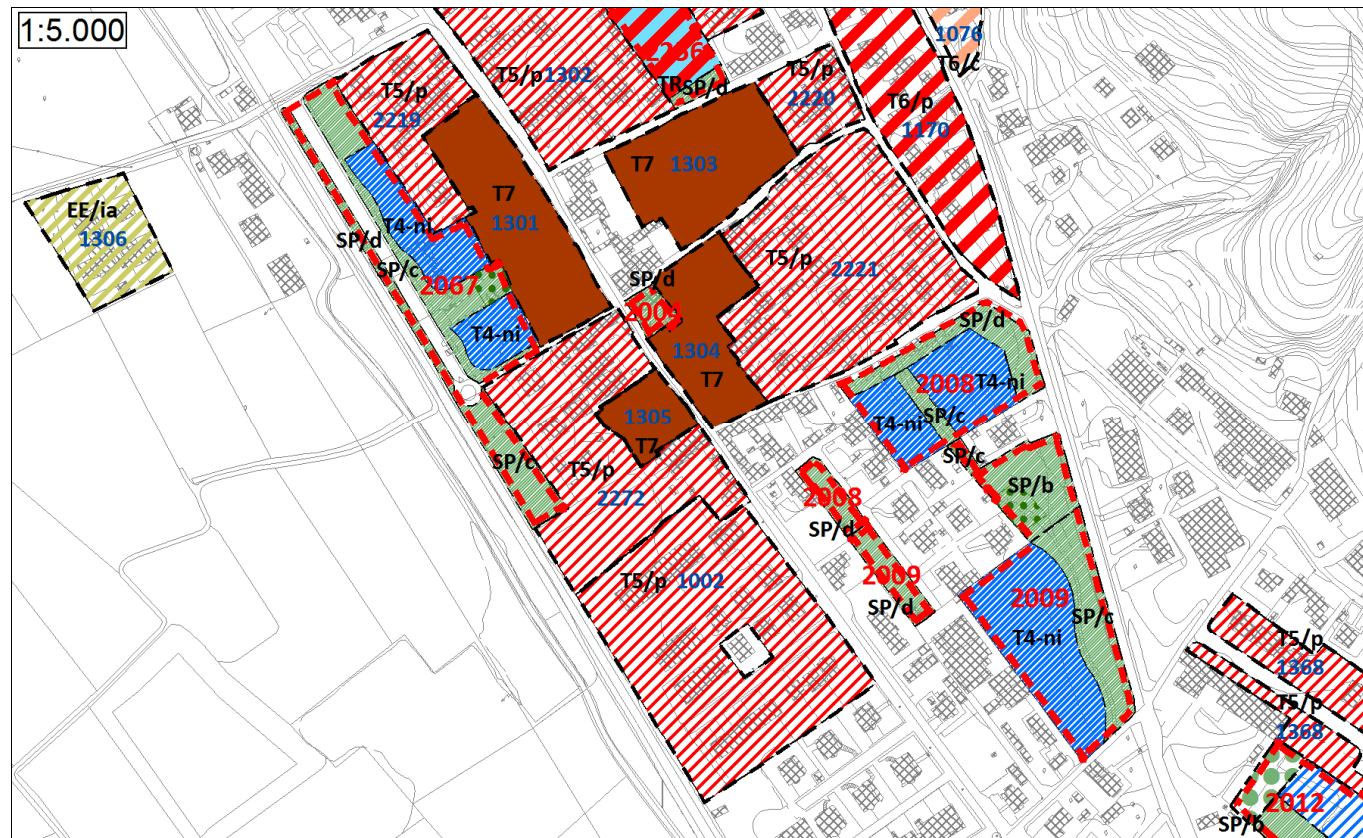 1:5.000
1076
T6/c
2236
T5/p 1302
TR
SP/d
T5/p
2220
T5/p
2219
T6/p
1170
T7 1303
T7
1301
EE/ia
1306
T4-ni
SP/d
SP/c
2067
T5/p 2221
SP/d
2004
T4-ni
1304
T7
SP/d
2008 T4-ni
T4-ni SP/c
1305
T7
SP/c
SP/c
T5/p
2272
SP/b
2008
SP/d
T5/p 1002
2009
SP/d
2009
SP/c
T4-ni
T5/p
1368
T5/p
1368
2012
SP/b